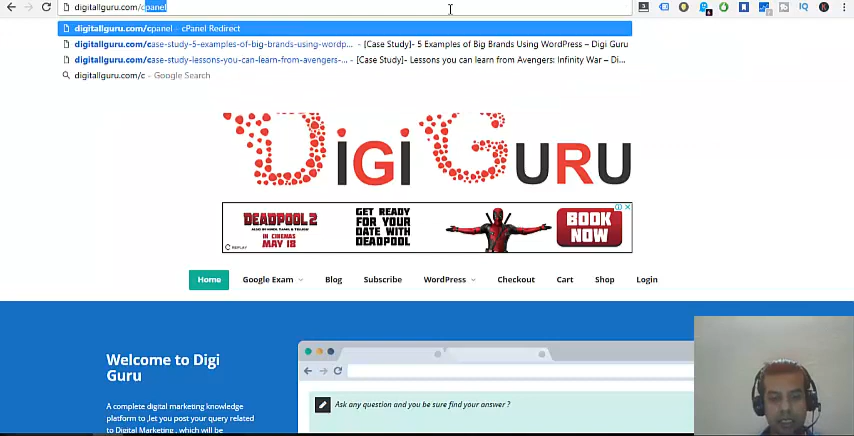 digitallguru.com/cpanel
digitallguru.com/cpanel – cPanel Redirect
digitallguru.com/case-study-5-examples-of-big-brands-using-wordp... – [Case Study]- 5 Examples of Big Brands Using WordPress – Digi Guru
digitallguru.com/case-study-lessons-you-can-learn-from-avengers-... – [Case Study]- Lessons you can learn from Avengers: Infinity War – Di...
digitallguru.com/c – Google Search
DIGI GURU
DEADPOOL 2
IN CINEMAS
MAY 18
GET READY
FOR YOUR
DATE WITH
DEADPOOL
BOOK
NOW
REPLAY
Home Google Exam Blog Subscribe WordPress Checkout Cart Shop Login
Welcome to Digi
Guru
A complete digital marketing knowledge
platform to ,let you post your query related
to Digital Marketing , which will be
Ask any question and you be sure find your answer ?